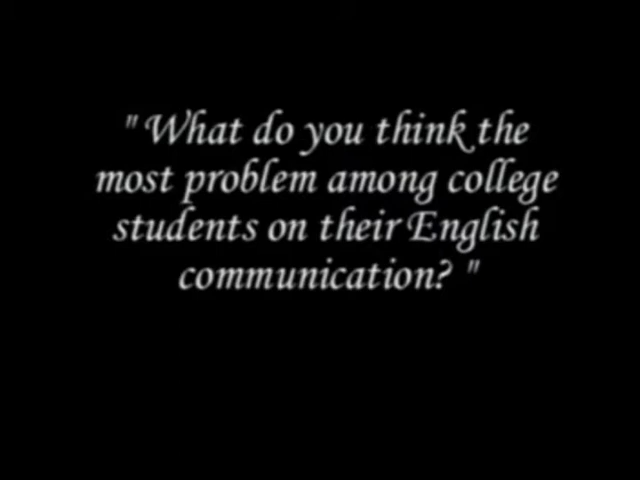 " What do you think the
most problem among college
students on their English
communication? "